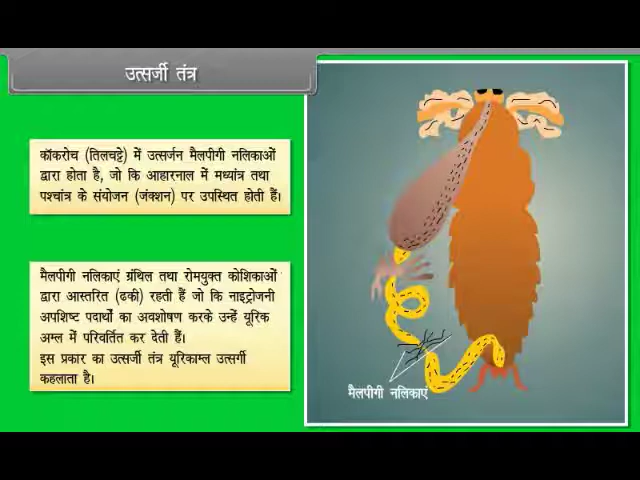 उत्सर्जी तंत्र
कॉकरोच (तिलचट्टे) में उत्सर्जन मैलपीगी नलिकाओं
द्वारा होता है, जो कि आहारनाल में मध्यांत्र तथा
पश्चांत्र के संयोजन (जंक्शन) पर उपस्थित होती हैं।
मैलपीगी नलिकाएं ग्रंथिल तथा रोमयुक्त कोशिकाओं
द्वारा आस्तरित (ढकी) रहती हैं जो कि नाइट्रोजनी
अपशिष्ट पदार्थों का अवशोषण करके उन्हें यूरिक
अम्ल में परिवर्तित कर देती हैं।
इस प्रकार का उत्सर्जी तंत्र यूरिकाम्ल उत्सर्गी
कहलाता है।
मैलपीगी नलिकाएं